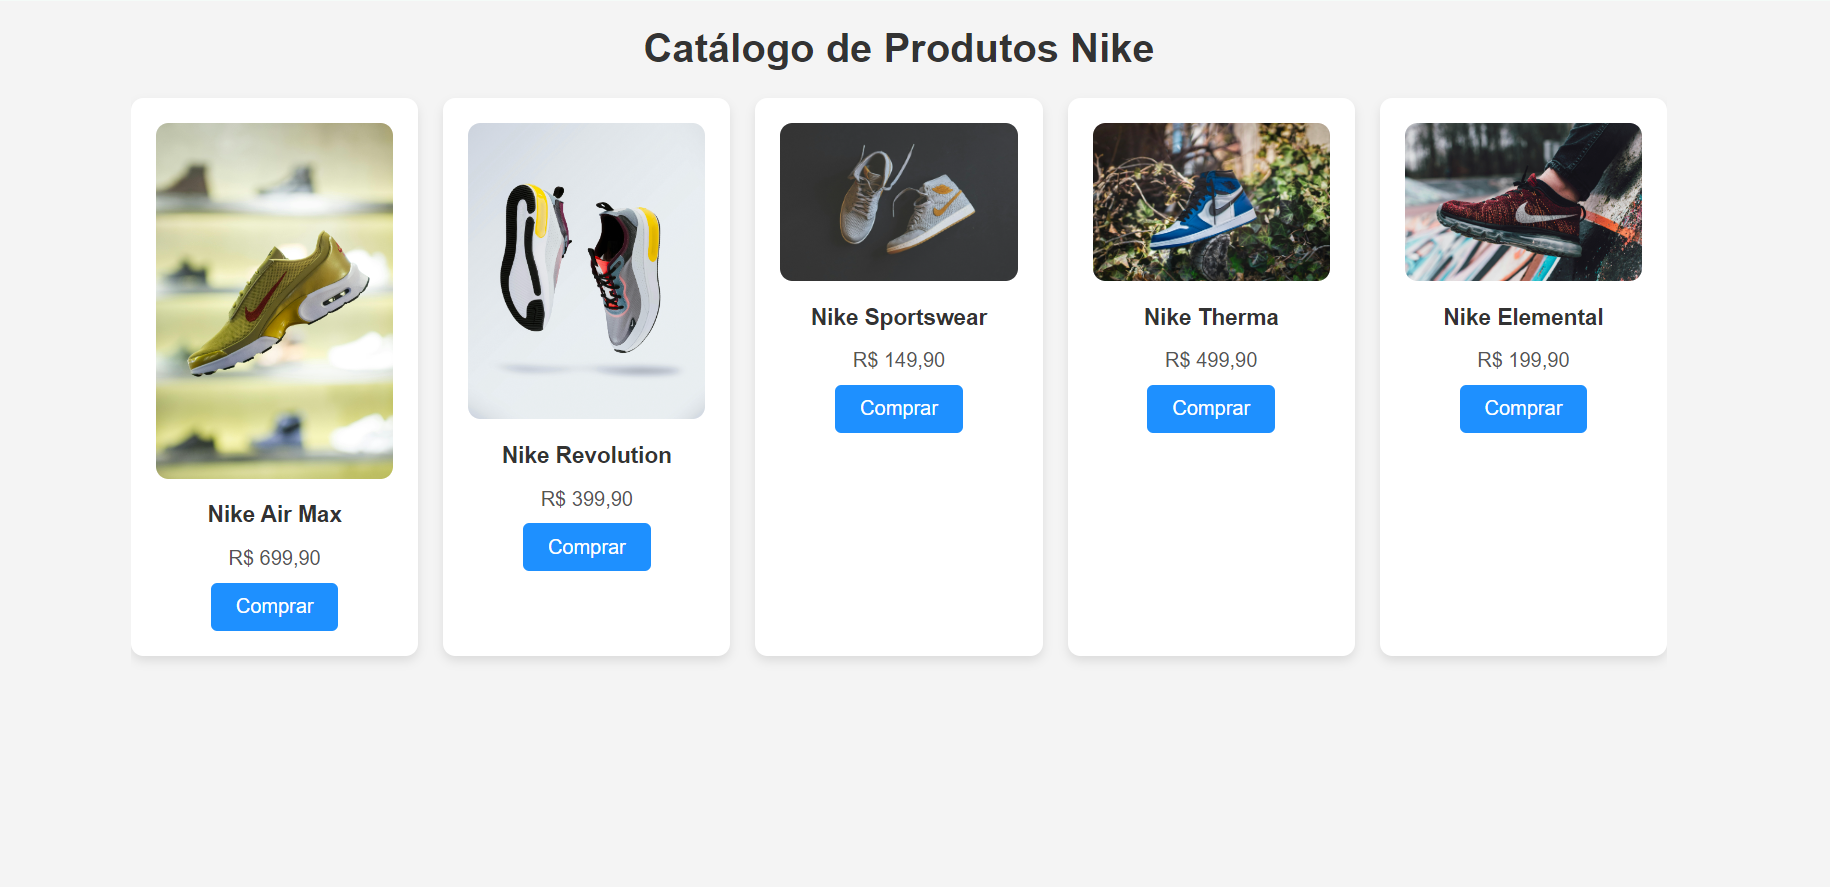 Catálogo de Produtos Nike
Nike Air Max
R$ 699,90
Comprar
Nike Revolution
R$ 399,90
Comprar
Nike Sportswear
R$ 149,90
Comprar
Nike Therma
R$ 499,90
Comprar
Nike Elemental
R$ 199,90
Comprar